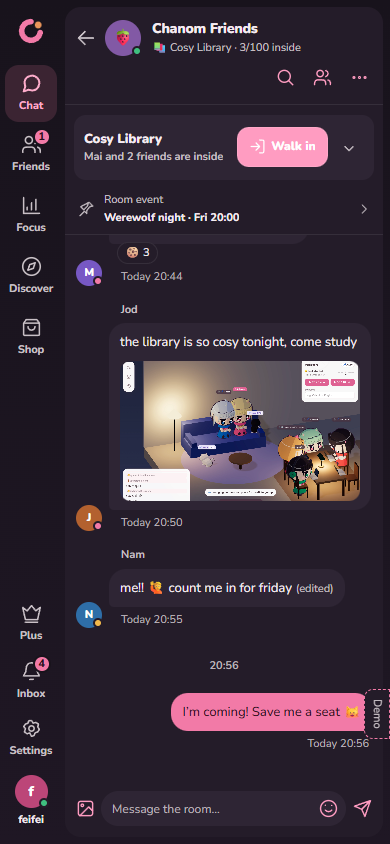 Chanom Friends
Cosy Library · 3/100 inside
Chat
1
Friends
Focus
Discover
Shop
Cosy Library
Mai and 2 friends are inside
Walk in
Room event
Werewolf night · Fri 20:00
3
M
Today 20:44
Jod
the library is so cosy tonight, come study
J
Today 20:50
Nam
me!! 🙋 count me in for friday (edited)
N
Today 20:55
20:56
I'm coming! Save me a seat 😸
Today 20:56
Demo
Plus
4
Inbox
Settings
f
feifei
Message the room...